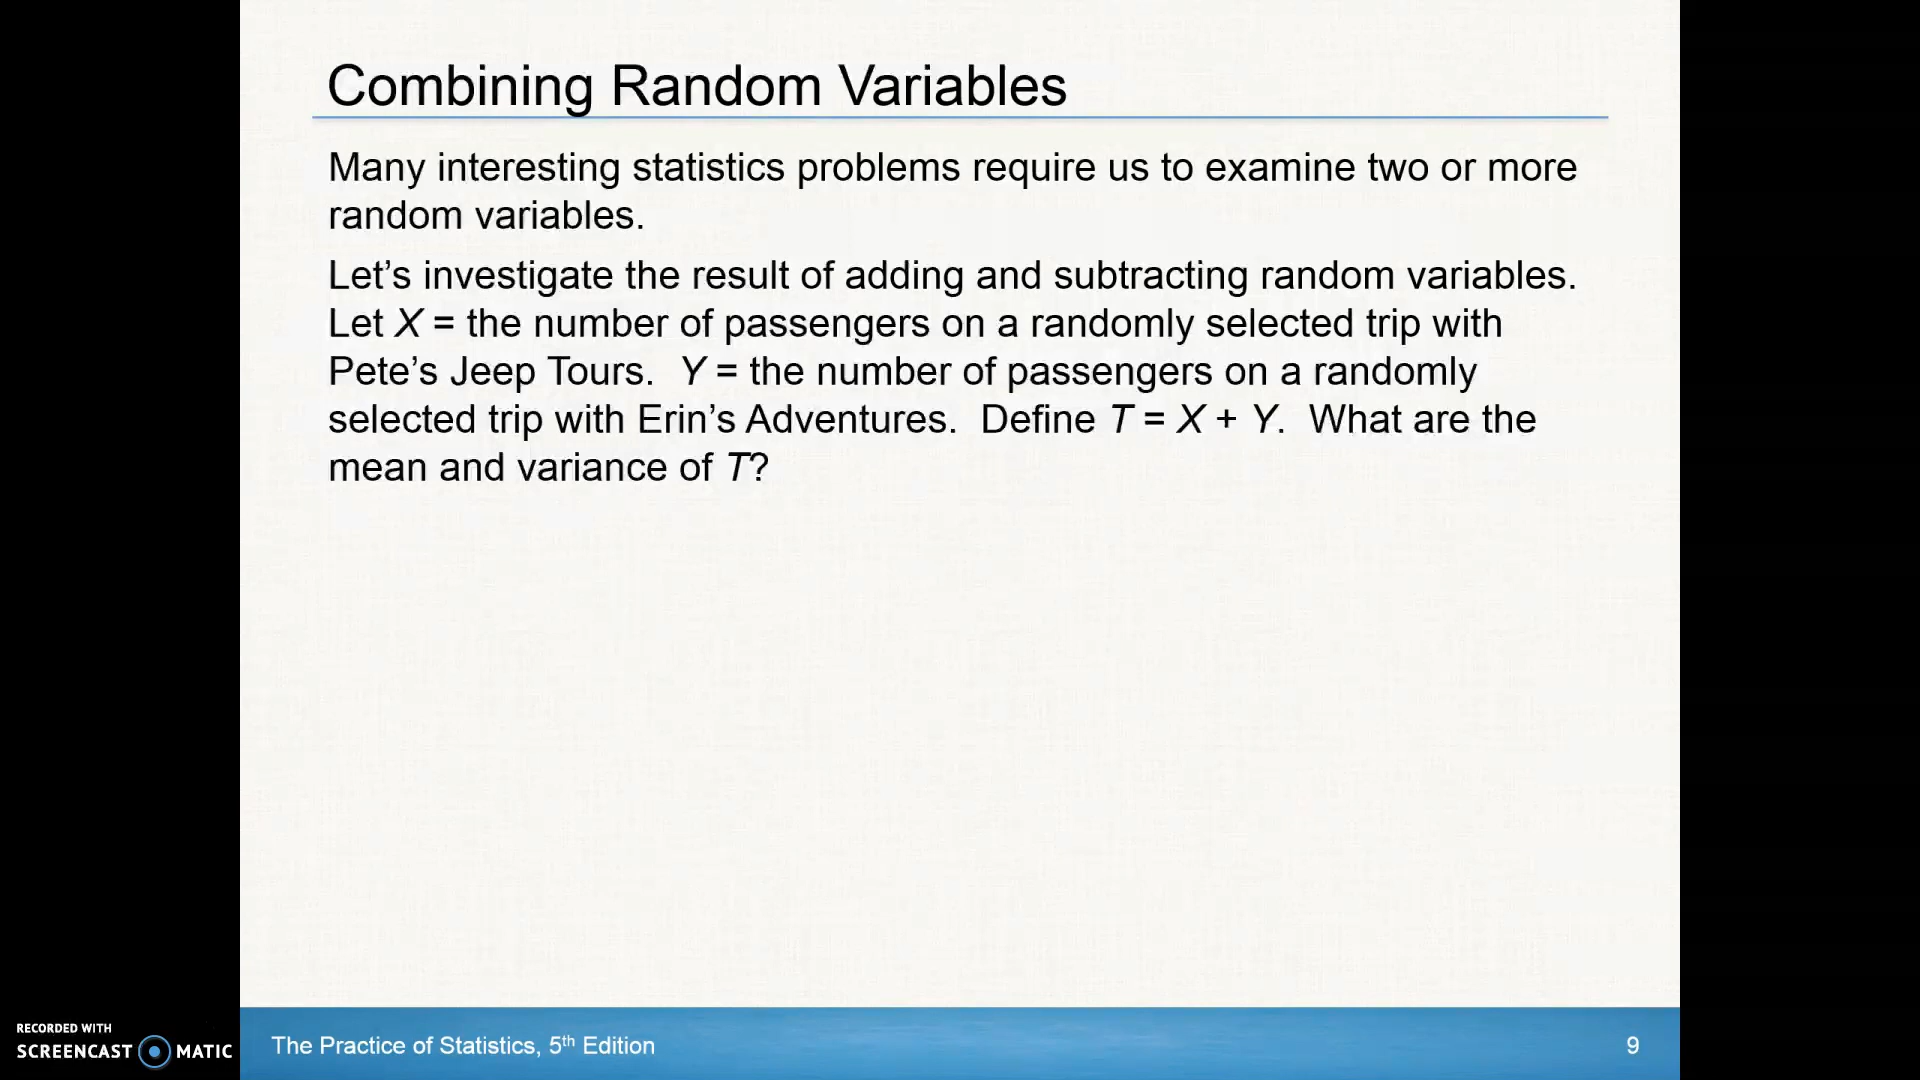 Combining Random Variables
Many interesting statistics problems require us to examine two or more
random variables.
Let’s investigate the result of adding and subtracting random variables.
Let X = the number of passengers on a randomly selected trip with
Pete’s Jeep Tours.  Y = the number of passengers on a randomly
selected trip with Erin’s Adventures.  Define T = X + Y.  What are the
mean and variance of T?
RECORDED WITH
SCREENCAST MATIC
The Practice of Statistics, 5th Edition
9